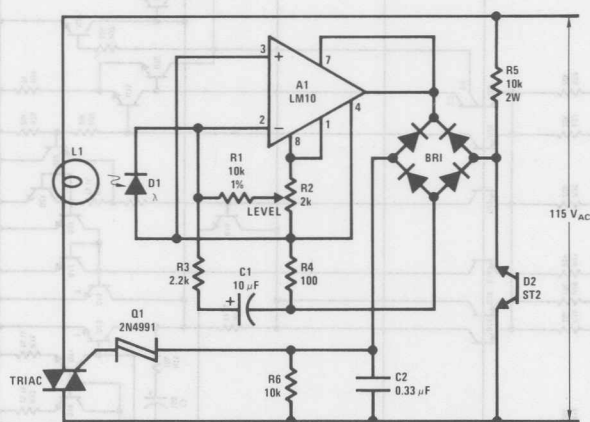 3
+
7
A1
LM10
2
−
8
1
4
R1
10k
1%
LEVEL
R2
2k
BRI
R5
10k
2W
L1
D1
λ
115 VAC
R3
2.2k
C1
10 μF
+
R4
100
D2
ST2
Q1
2N4991
TRIAC
R6
10k
C2
0.33 μF